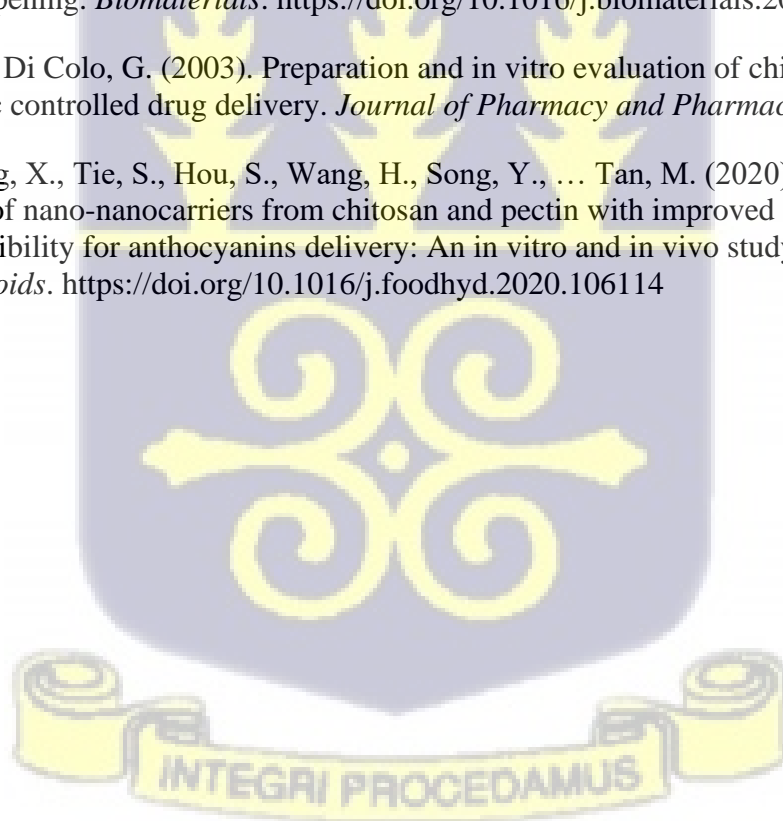 pening. Biomaterials. https://doi.org/10.1016/j.biomaterials.20
Di Colo, G. (2003). Preparation and in vitro evaluation of chi
controlled drug delivery. Journal of Pharmacy and Pharmac
g, X., Tie, S., Hou, S., Wang, H., Song, Y., … Tan, M. (2020)
of nano-nanocarriers from chitosan and pectin with improved
ibility for anthocyanins delivery: An in vitro and in vivo study
oids. https://doi.org/10.1016/j.foodhyd.2020.106114
INTEGRI PROCEDAMUS